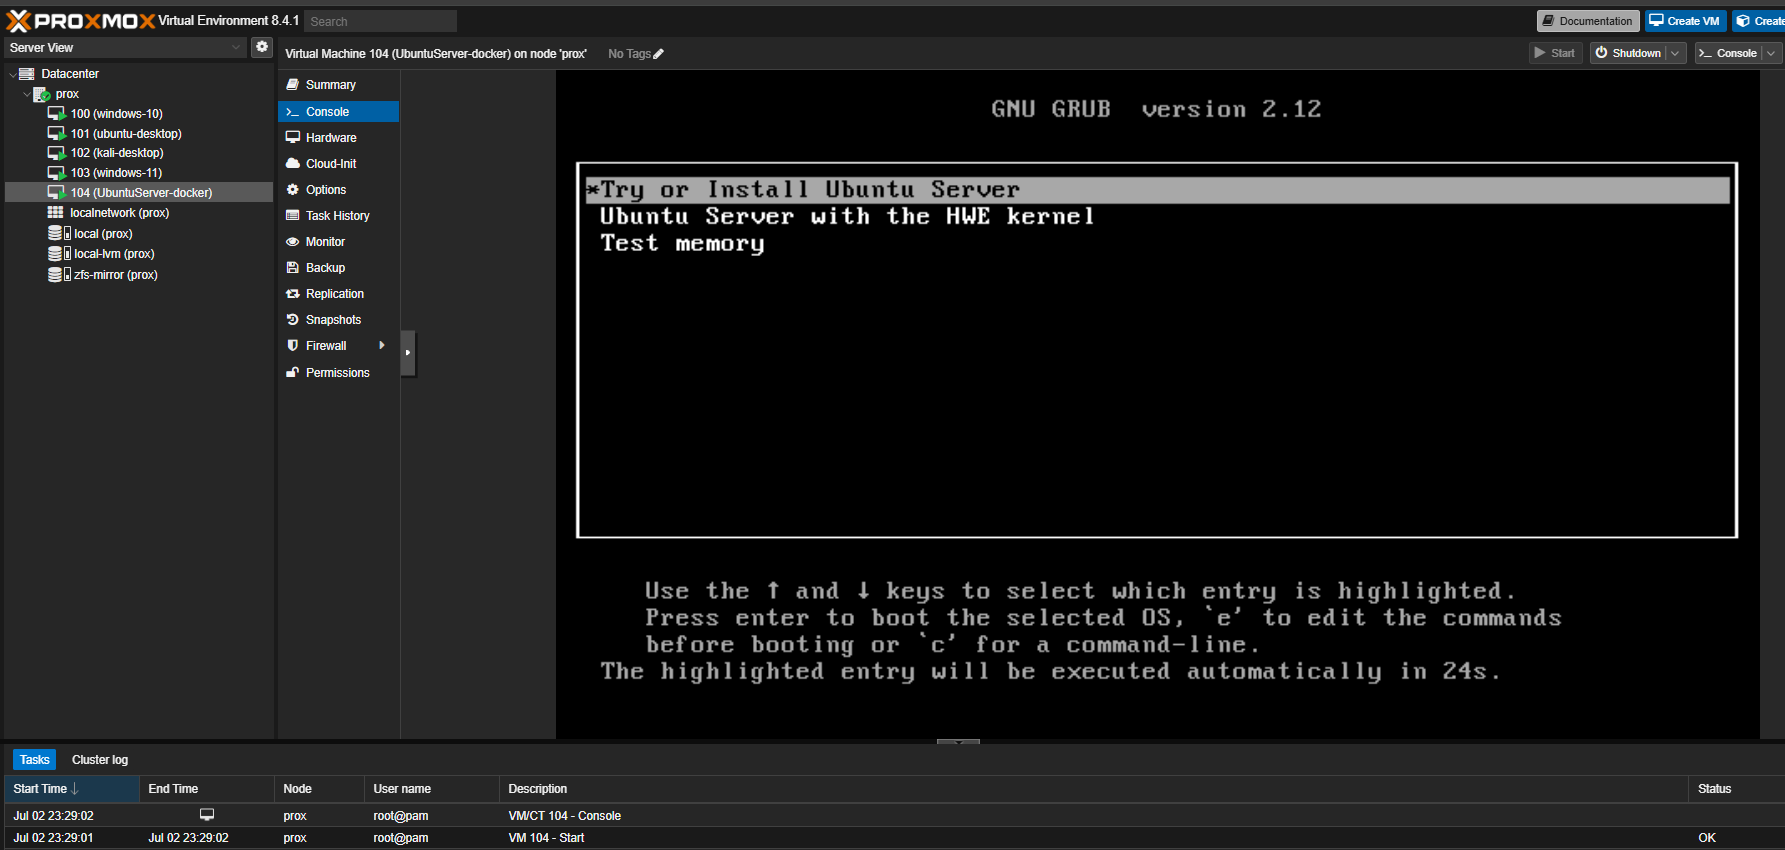 PROXMOX Virtual Environment 8.4.1 Search Documentation Create VM Create
Server View
Virtual Machine 104 (UbuntuServer-docker) on node 'prox' No Tags Start Shutdown Console
Datacenter
prox
100 (windows-10)
101 (ubuntu-desktop)
102 (kali-desktop)
103 (windows-11)
104 (UbuntuServer-docker)
localnetwork (prox)
local (prox)
local-lvm (prox)
zfs-mirror (prox)
Summary
>_ Console
Hardware
Cloud-Init
Options
Task History
Monitor
Backup
Replication
Snapshots
Firewall
Permissions
GNU GRUB version 2.12
*Try or Install Ubuntu Server
Ubuntu Server with the HWE kernel
Test memory
Use the ↑ and ↓ keys to select which entry is highlighted.
Press enter to boot the selected OS, `e' to edit the commands
before booting or `c' for a command-line.
The highlighted entry will be executed automatically in 24s.
Tasks Cluster log
Start Time ↓ End Time Node User name Description Status
Jul 02 23:29:02 prox root@pam VM/CT 104 - Console
Jul 02 23:29:01 Jul 02 23:29:02 prox root@pam VM 104 - Start OK